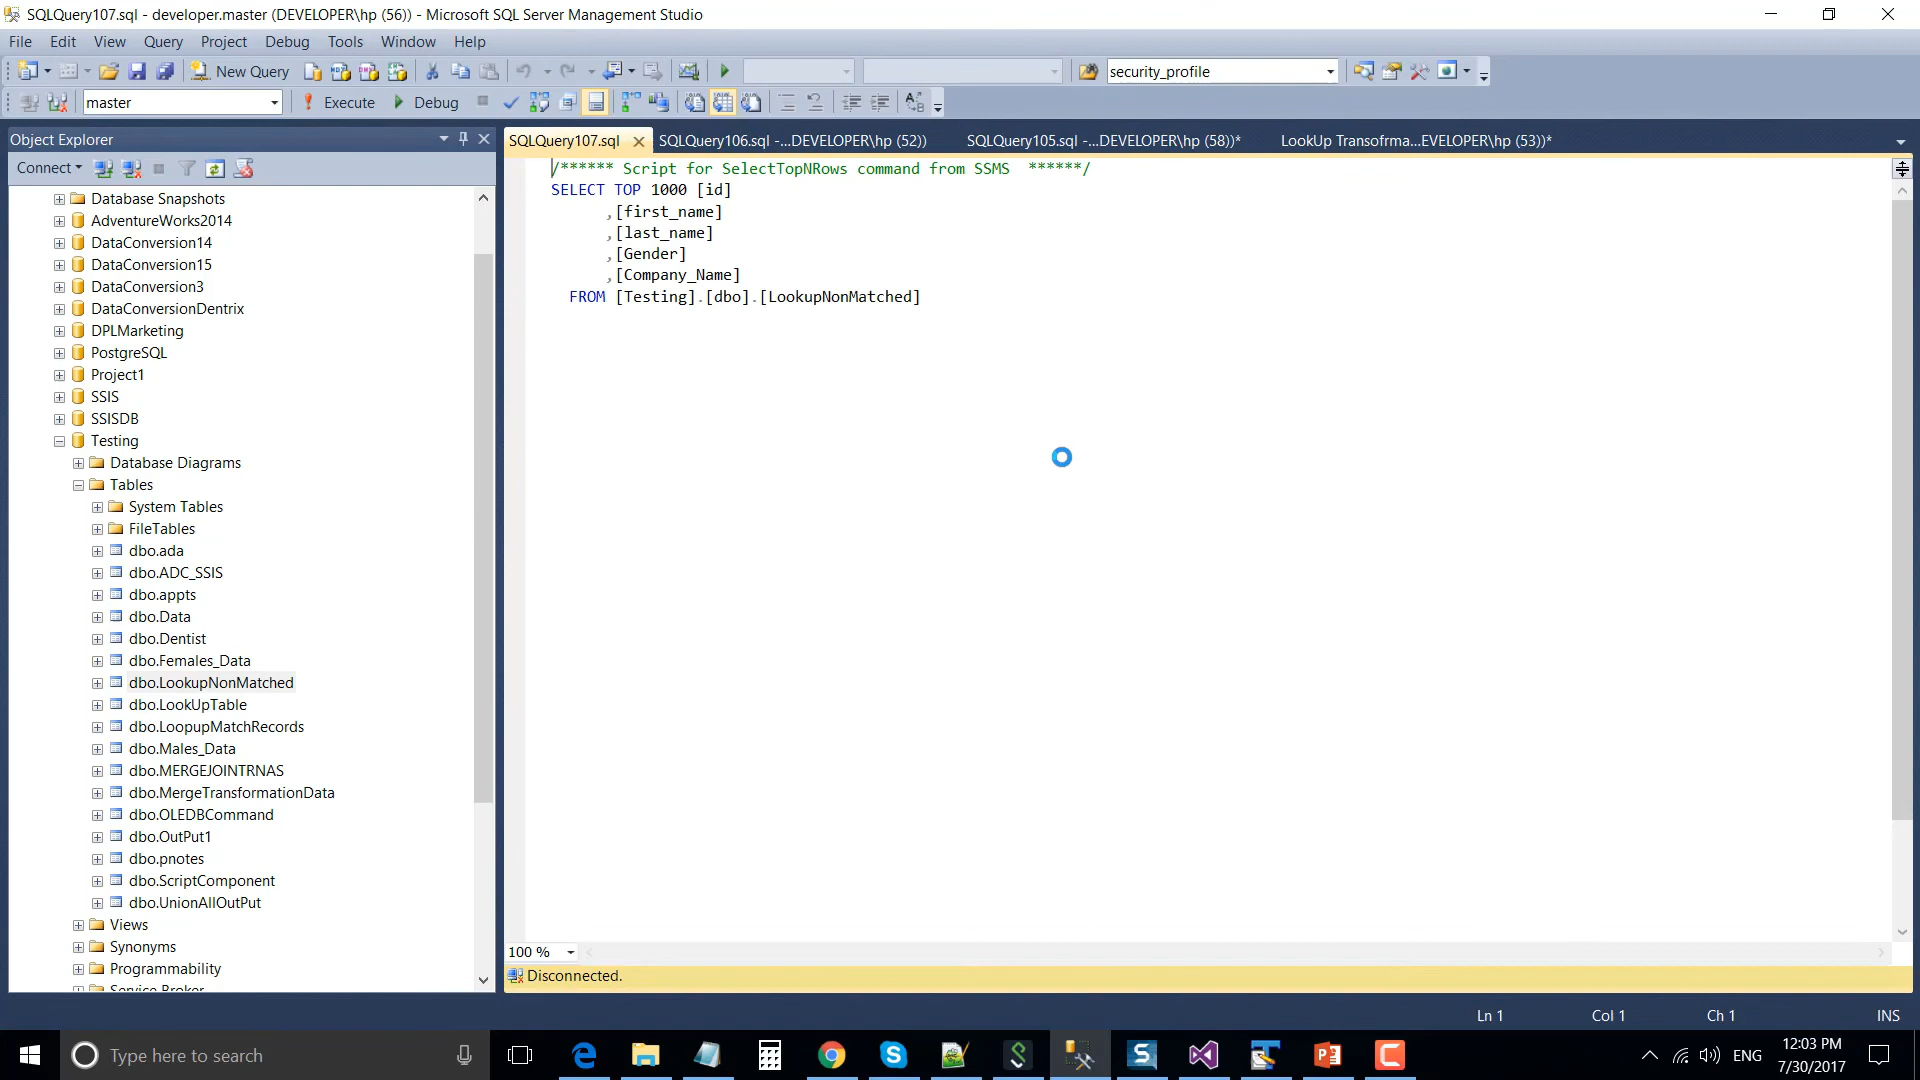 SQLQuery107.sql - developer.master (DEVELOPER\hp (56)) - Microsoft SQL Server Management Studio
File Edit View Query Project Debug Tools Window Help
New Query
security_profile
master
Execute
Debug
Object Explorer
Connect
Database Snapshots
AdventureWorks2014
DataConversion14
DataConversion15
DataConversion3
DataConversionDentrix
DPLMarketing
PostgreSQL
Project1
SSIS
SSISDB
Testing
Database Diagrams
Tables
System Tables
FileTables
dbo.ada
dbo.ADC_SSIS
dbo.appts
dbo.Data
dbo.Dentist
dbo.Females_Data
dbo.LookupNonMatched
dbo.LookUpTable
dbo.LoopupMatchRecords
dbo.Males_Data
dbo.MERGEJOINTRNAS
dbo.MergeTransformationData
dbo.OLEDBCommand
dbo.OutPut1
dbo.pnotes
dbo.ScriptComponent
dbo.UnionAllOutPut
Views
Synonyms
Programmability
Service Broker
SQLQuery107.sql
SQLQuery106.sql -...DEVELOPER\hp (52))
SQLQuery105.sql -...DEVELOPER\hp (58))*
LookUp Transofrma...EVELOPER\hp (53))*
/****** Script for SelectTopNRows command from SSMS  ******/
SELECT TOP 1000 [id]
,[first_name]
,[last_name]
,[Gender]
,[Company_Name]
FROM [Testing].[dbo].[LookupNonMatched]
100 %
Disconnected.
Ln 1
Col 1
Ch 1
INS
Type here to search
ENG
12:03 PM
7/30/2017